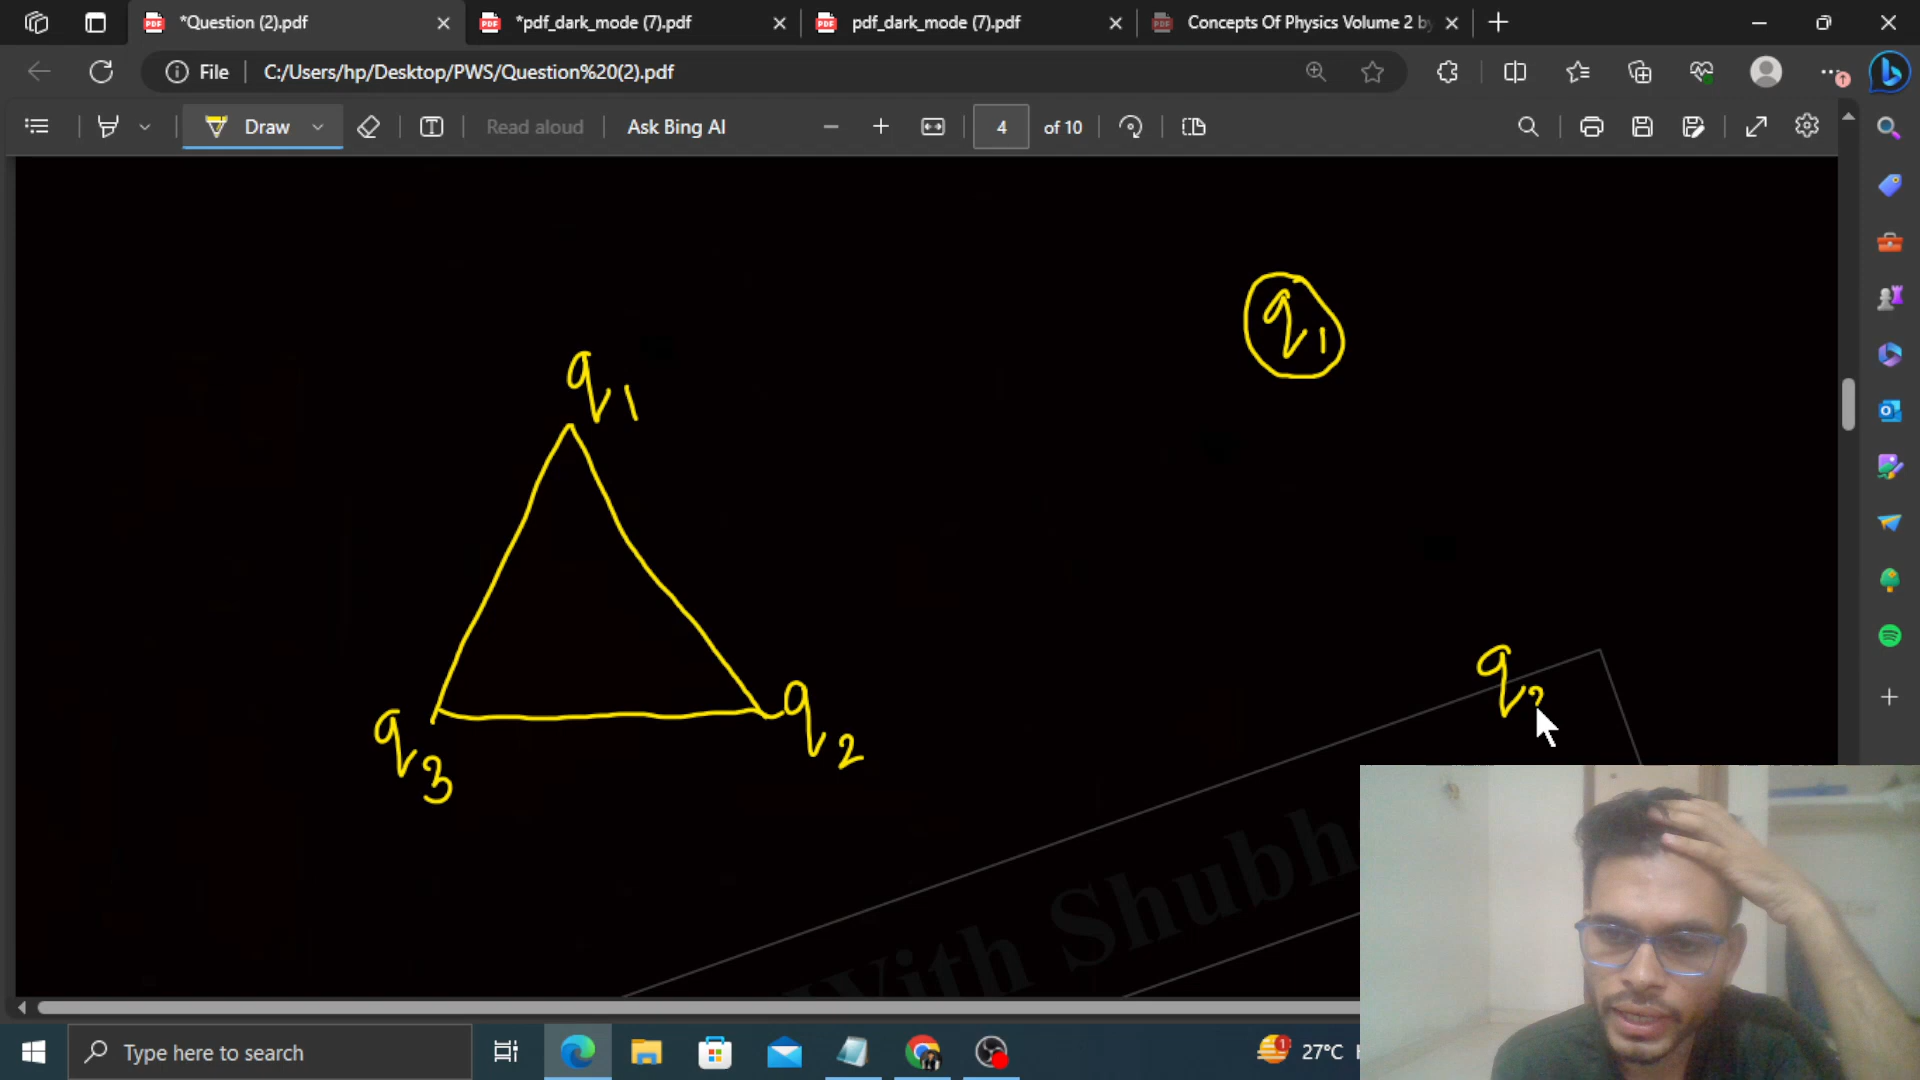 *Question (2).pdf
*pdf_dark_mode (7).pdf
pdf_dark_mode (7).pdf
Concepts Of Physics Volume 2 by
File
C:/Users/hp/Desktop/PWS/Question%20(2).pdf
Draw
Read aloud
Ask Bing AI
4
of 10
q1
q1
q2
q3
q2
With Shubh
Type here to search
1
27°C